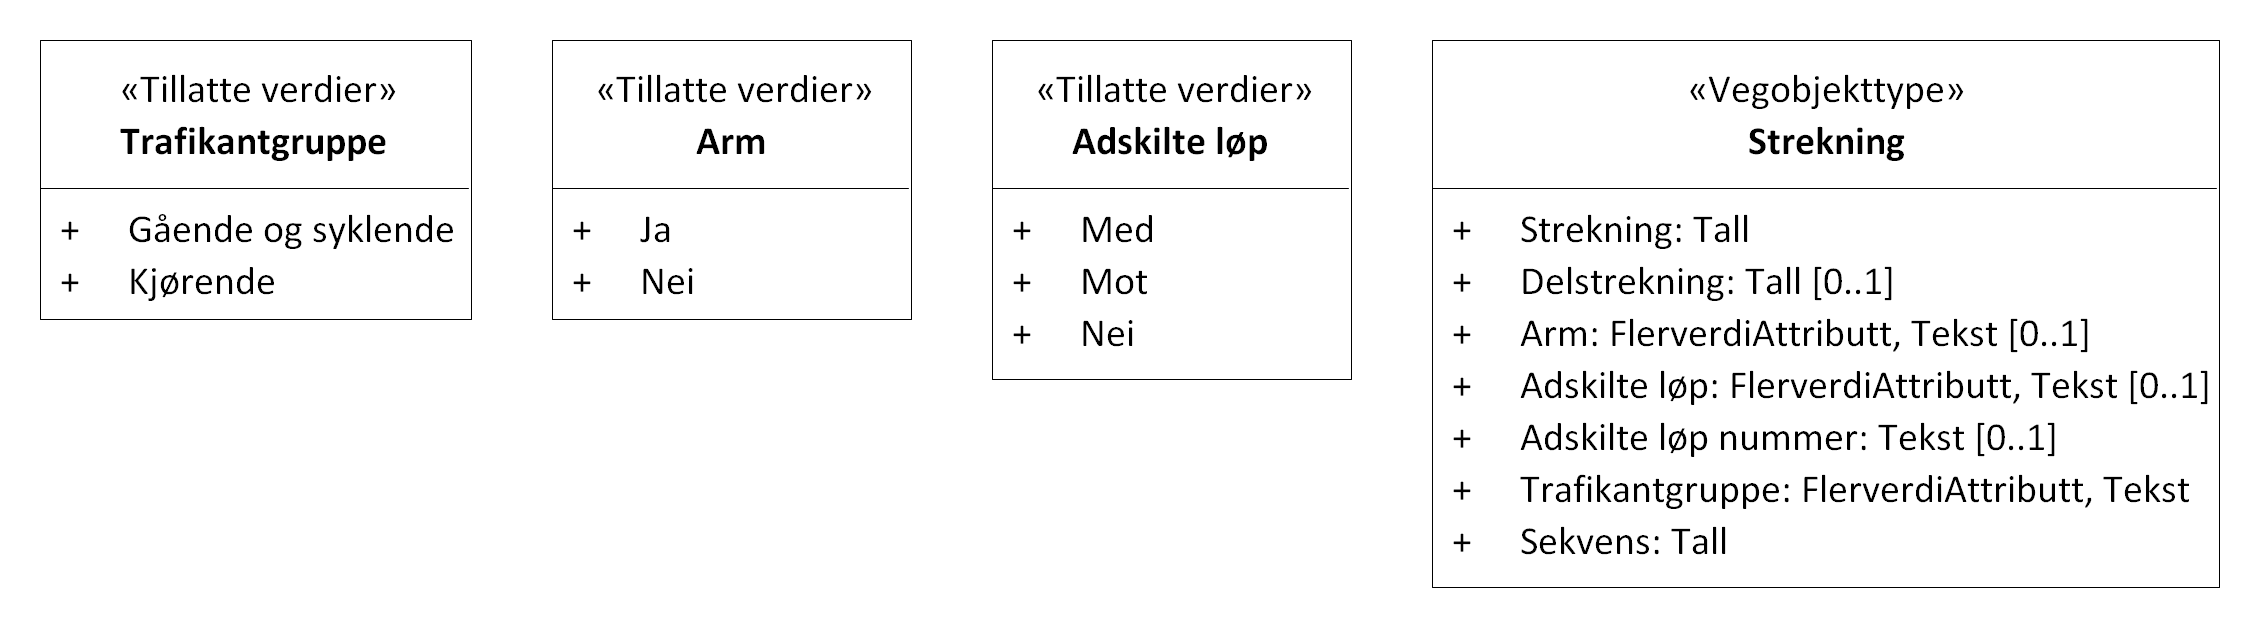 «Tillatte verdier»
Trafikantgruppe
+ Gående og syklende
+ Kjørende
«Tillatte verdier»
Arm
+ Ja
+ Nei
«Tillatte verdier»
Adskilte løp
+ Med
+ Mot
+ Nei
«Vegobjekttype»
Strekning
+ Strekning: Tall
+ Delstrekning: Tall [0..1]
+ Arm: FlerverdiAttributt, Tekst [0..1]
+ Adskilte løp: FlerverdiAttributt, Tekst [0..1]
+ Adskilte løp nummer: Tekst [0..1]
+ Trafikantgruppe: FlerverdiAttributt, Tekst
+ Sekvens: Tall